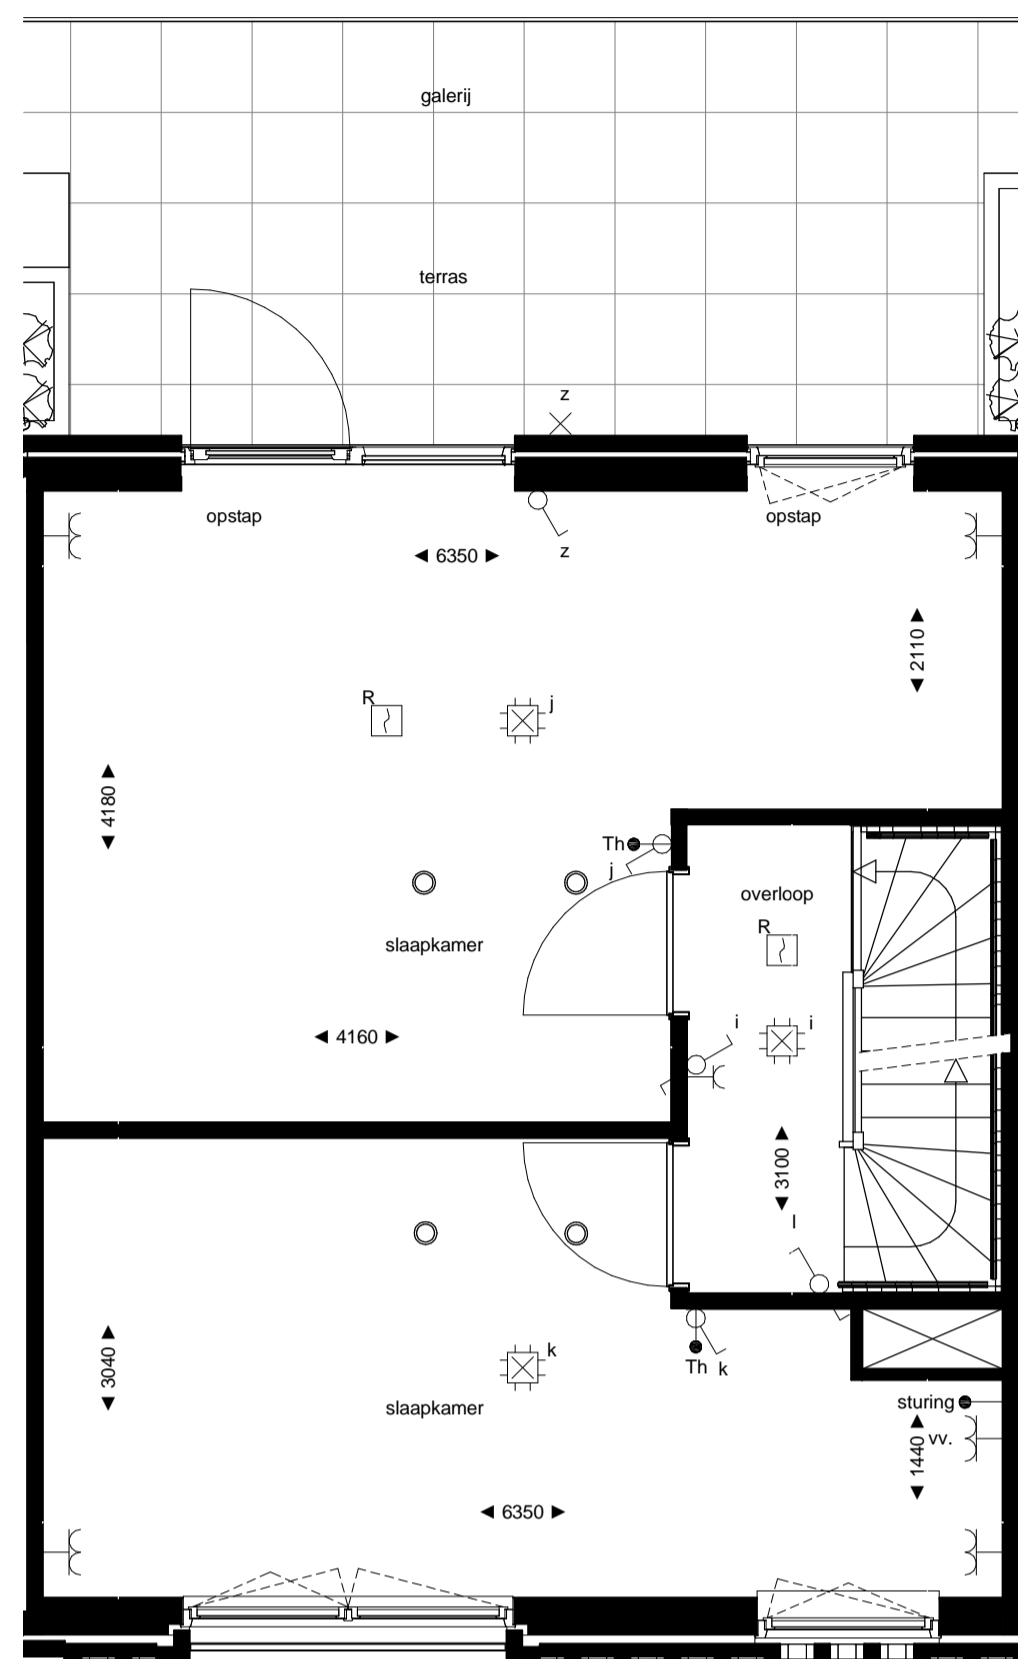 galerij
terras
z
opstap
opstap
z
6350
2110
R
j
4180
Th
j
overloop
R
slaapkamer
i
i
4160
3100
l
k
3040
Th
k
sturing
slaapkamer
vv.
1440
6350